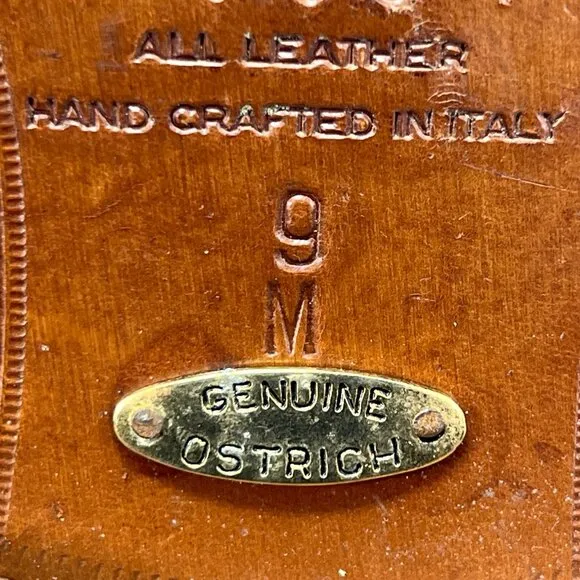 ALL LEATHER
HAND CRAFTED IN ITALY
9
M
GENUINE
OSTRICH